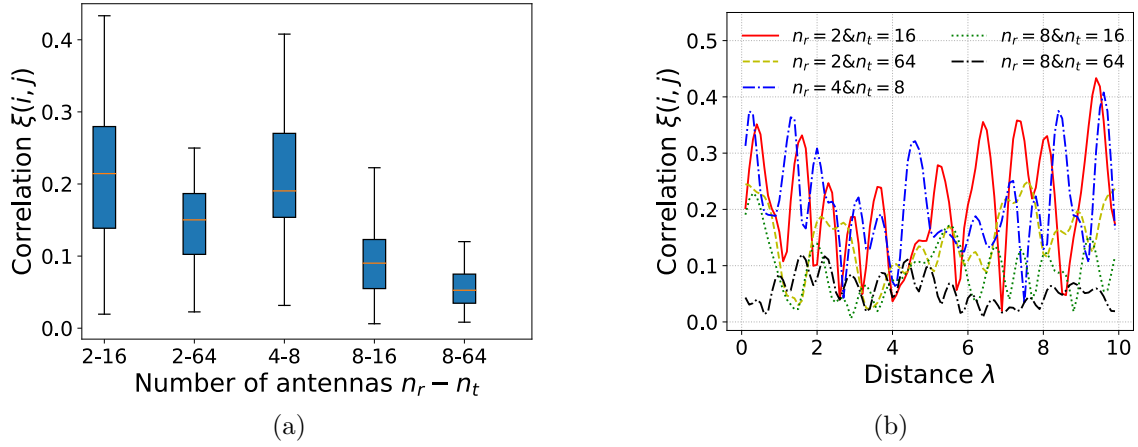 Correlation ξ(i, j)
0.4
0.3
0.2
0.1
0.0
2-16 2-64 4-8 8-16 8-64
Number of antennas n_r − n_t
(a)
Correlation ξ(i, j)
0.5
0.4
0.3
0.2
0.1
0.0
n_r = 2&n_t = 16
n_r = 2&n_t = 64
n_r = 4&n_t = 8
n_r = 8&n_t = 16
n_r = 8&n_t = 64
0 2 4 6 8 10
Distance λ
(b)